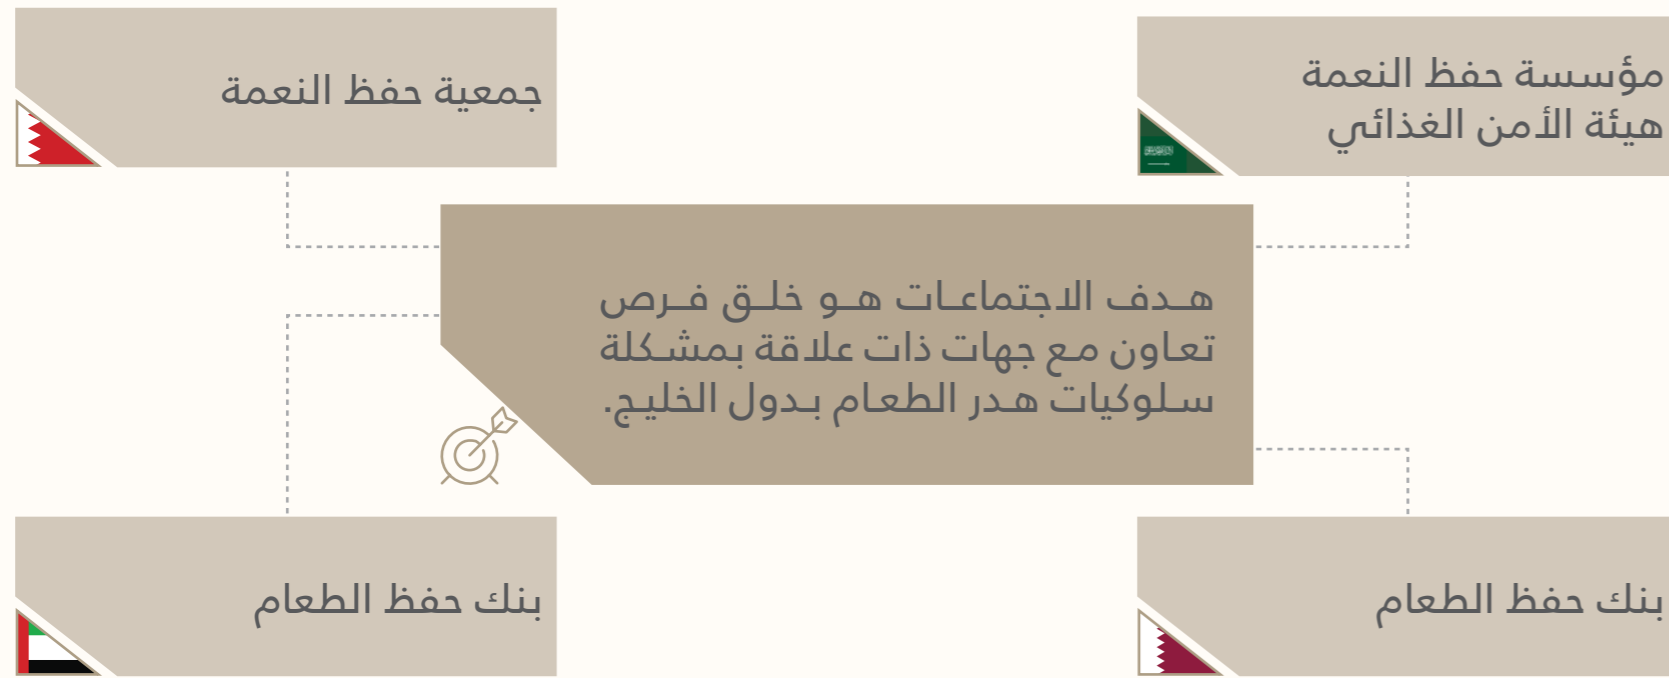 مؤسسة حفظ النعمة
هيئة الأمن الغذائي
جمعية حفظ النعمة
هدف الاجتماعات هو خلق فرص
تعاون مع جهات ذات علاقة بمشكلة
سلوكيات هدر الطعام بدول الخليج.
بنك حفظ الطعام
بنك حفظ الطعام